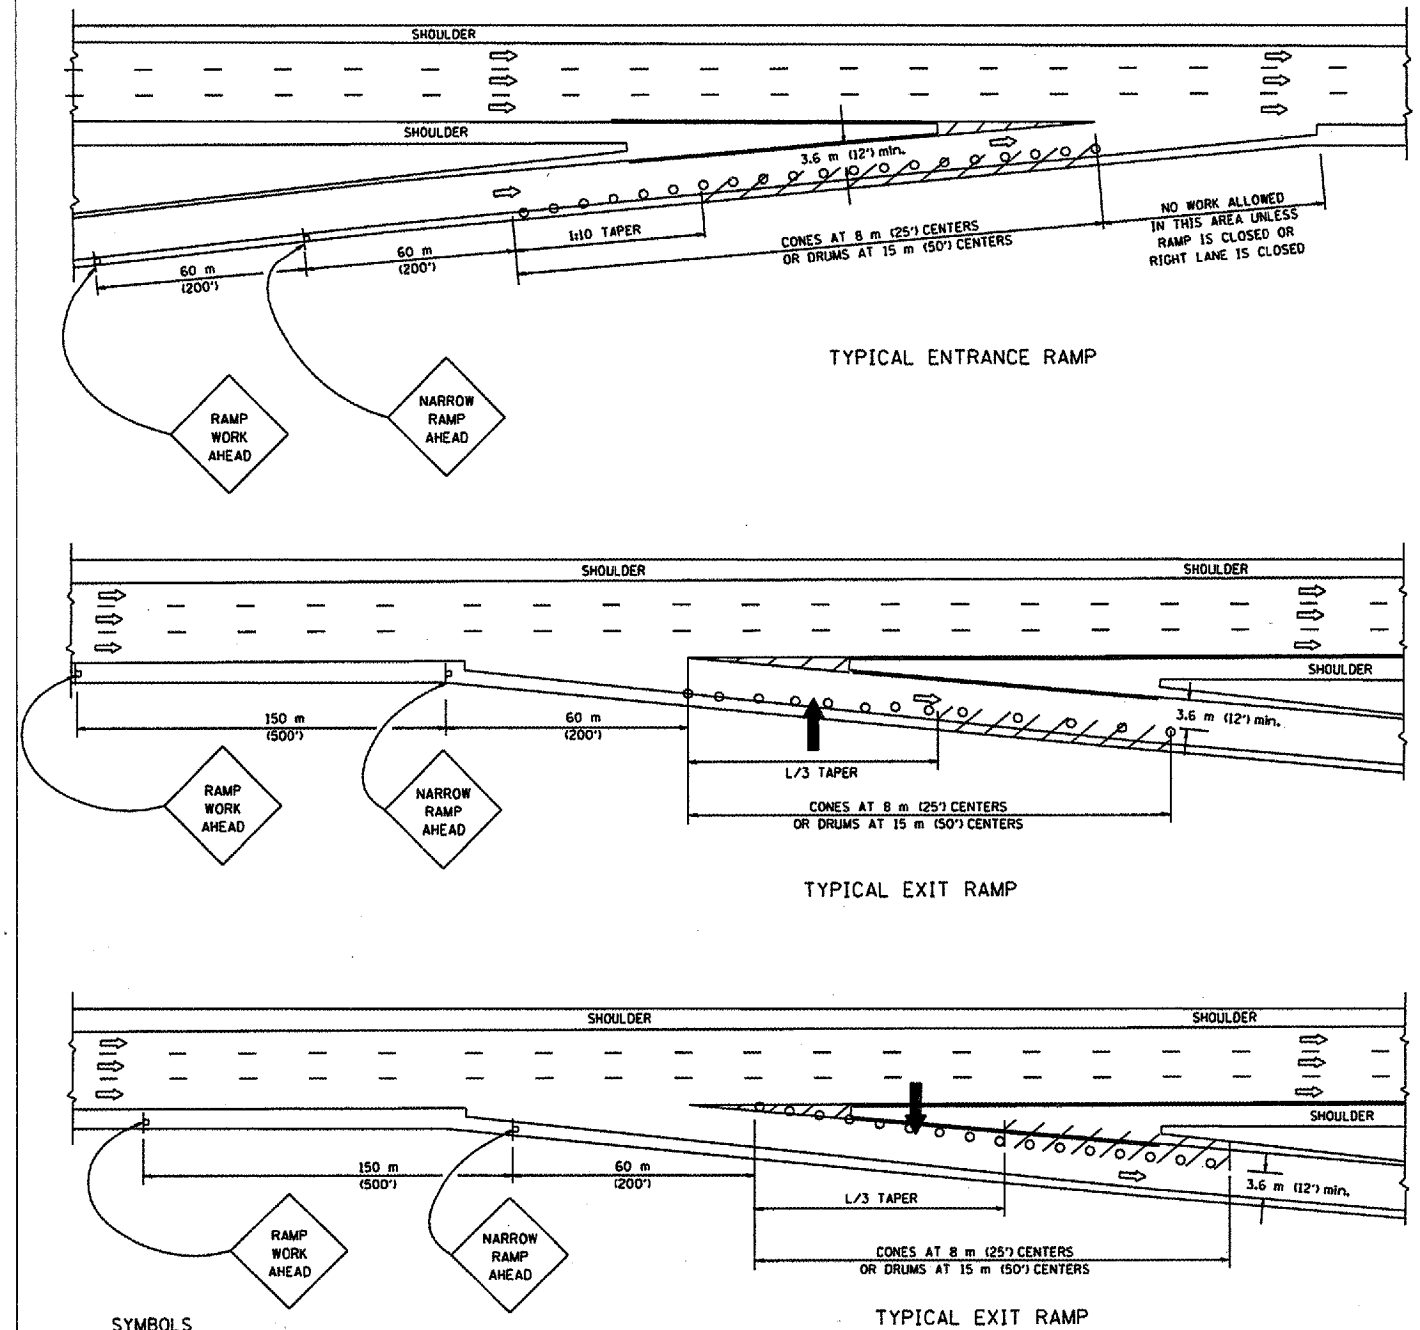 SHOULDER
SHOULDER
3.6 m (12') min.
1:10 TAPER
60 m
(200')
60 m
(200')
CONES AT 8 m (25') CENTERS
OR DRUMS AT 15 m (50') CENTERS
NO WORK ALLOWED
IN THIS AREA UNLESS
RAMP IS CLOSED OR
RIGHT LANE IS CLOSED
TYPICAL ENTRANCE RAMP
RAMP
WORK
AHEAD
NARROW
RAMP
AHEAD
SHOULDER
SHOULDER
SHOULDER
3.6 m (12') min.
150 m
(500')
60 m
(200')
L/3 TAPER
CONES AT 8 m (25') CENTERS
OR DRUMS AT 15 m (50') CENTERS
RAMP
WORK
AHEAD
NARROW
RAMP
AHEAD
TYPICAL EXIT RAMP
SHOULDER
SHOULDER
SHOULDER
150 m
(500')
60 m
(200')
3.6 m (12') min.
L/3 TAPER
CONES AT 8 m (25') CENTERS
OR DRUMS AT 15 m (50') CENTERS
RAMP
WORK
AHEAD
NARROW
RAMP
AHEAD
TYPICAL EXIT RAMP
SYMBOLS